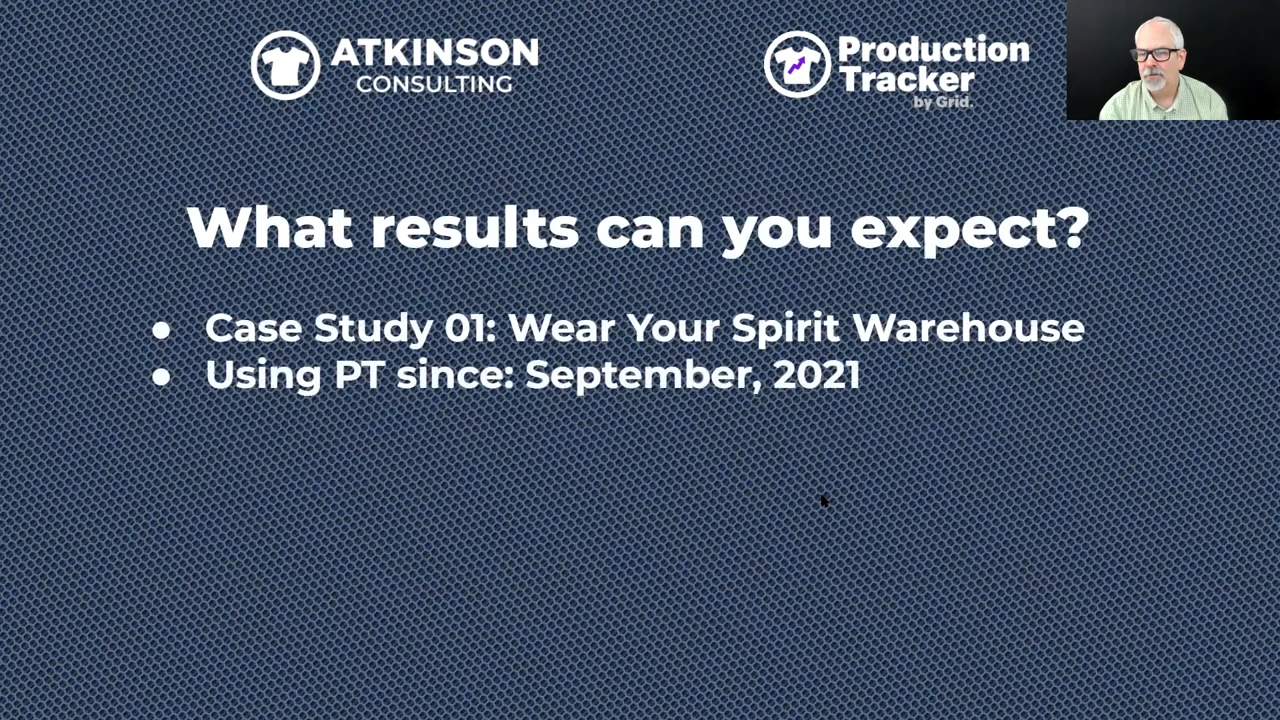 ATKINSON
CONSULTING
Production
Tracker
by Grid.
What results can you expect?
● Case Study 01: Wear Your Spirit Warehouse
● Using PT since: September, 2021